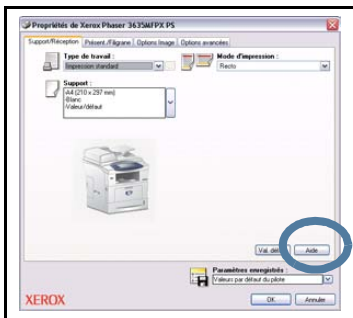 Propriétés de Xerox Phaser 3635MFPX PS
Support/Réception Présent./Filigrane Options Image Options avancées
Type de travail :
Impression standard
Mode d'impression :
Recto
Support :
-A4 (210 x 297 mm)
-Blanc
-Valeur/défaut
Val. déf. Aide
Paramètres enregistrés :
Valeurs par défaut du pilote
XEROX
OK Annuler